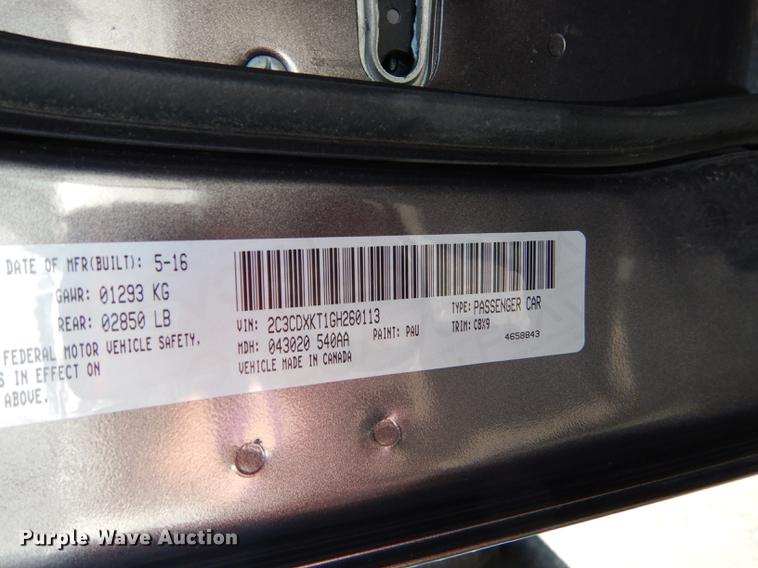 DATE OF MFR(BUILT): 5-16
GAWR: 01293 KG
REAR: 02850 LB
FEDERAL MOTOR VEHICLE SAFETY,
S IN EFFECT ON
ABOVE.
VIN: 2C3CDXKT1GH260113
TYPE: PASSENGER CAR
MDH: 043020 540AA
PAINT: PAU
TRIM: C8X9
VEHICLE MADE IN CANADA
4658843
Purple Wave Auction®